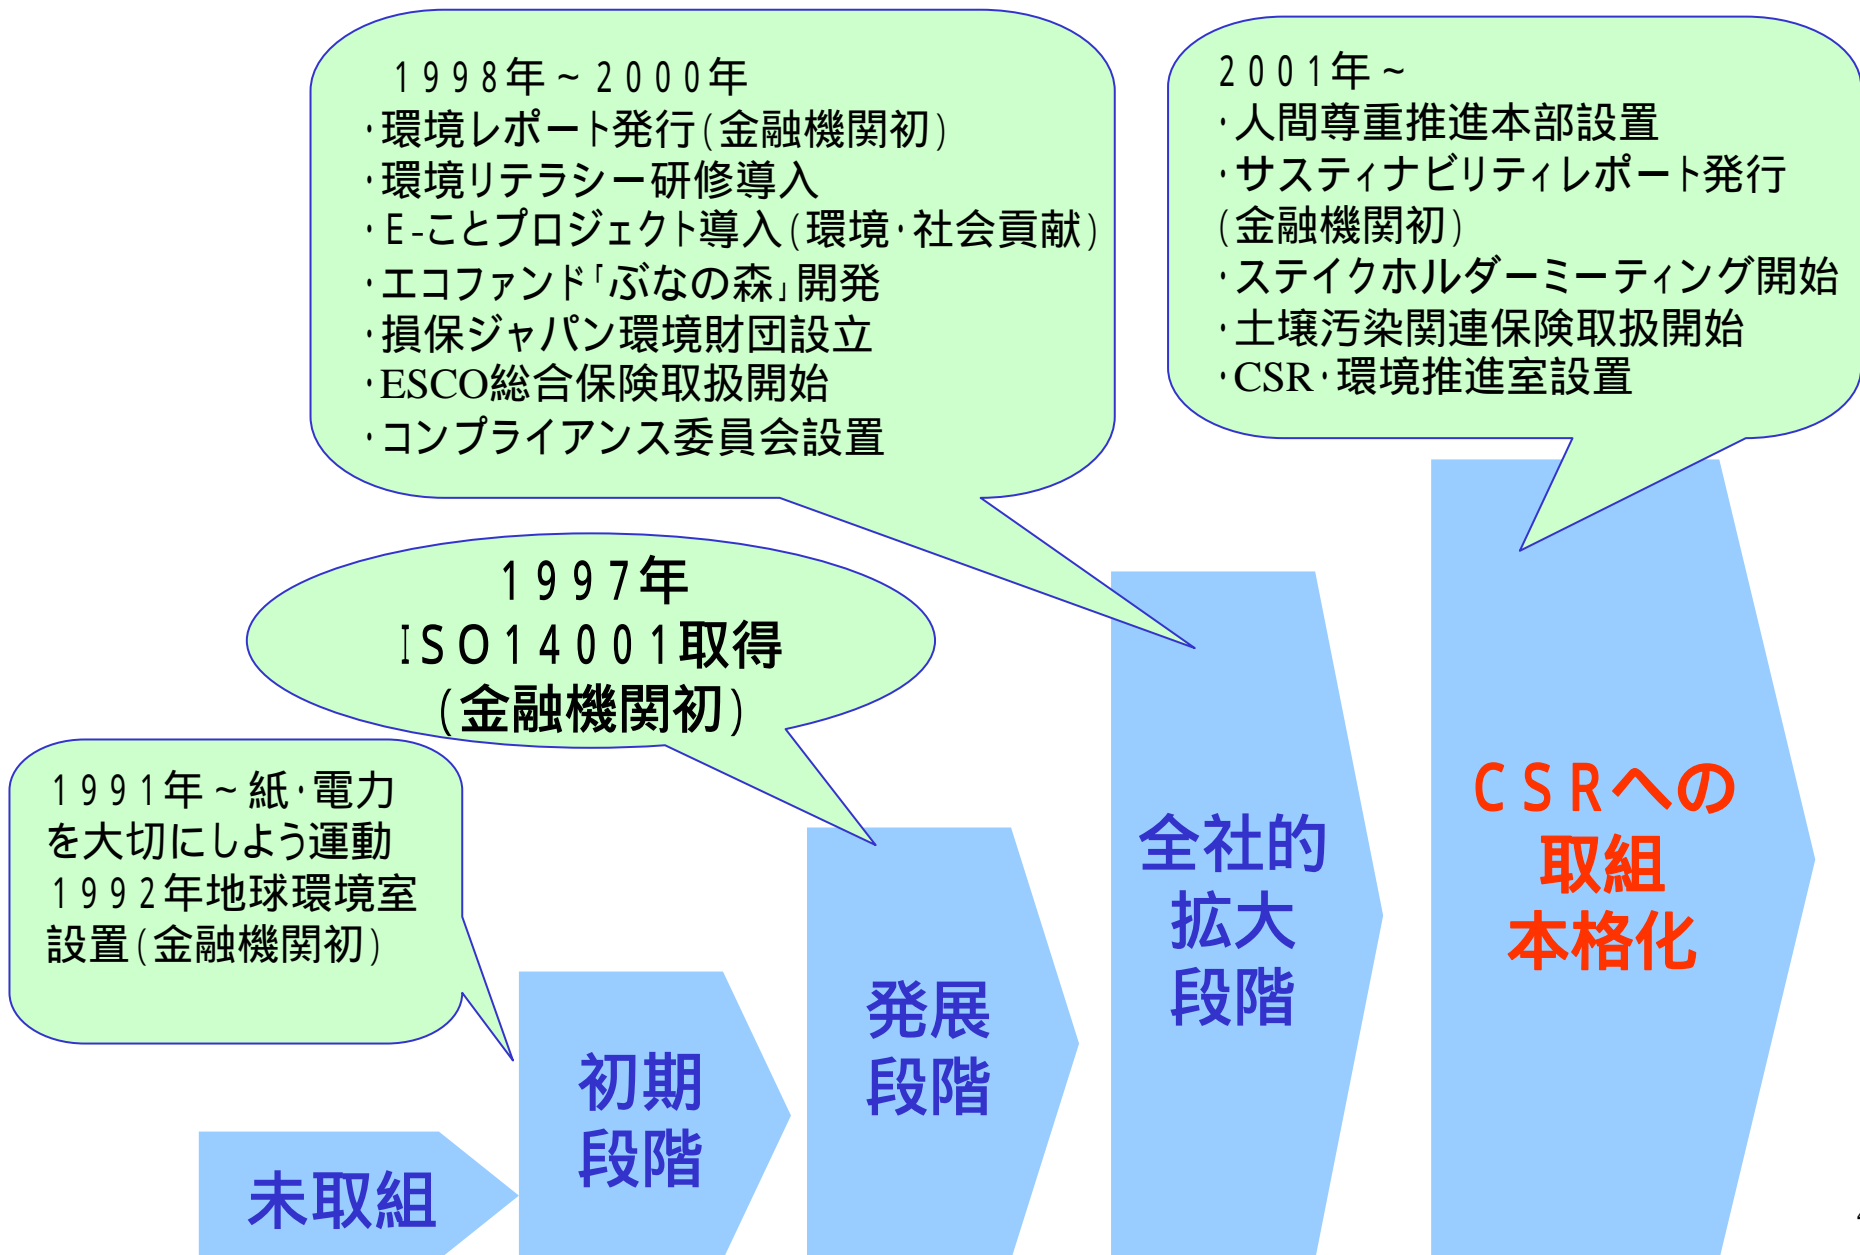 1998年~2000年
・環境レポート発行(金融機関初)
・環境リテラシー研修導入
・E-ことプロジェクト導入(環境・社会貢献)
・エコファンド「ぶなの森」開発
・損保ジャパン環境財団設立
・ESCO総合保険取扱開始
・コンプライアンス委員会設置
2001年~
・人間尊重推進本部設置
・サスティナビリティレポート発行
(金融機関初)
・ステイクホルダーミーティング開始
・土壌汚染関連保険取扱開始
・CSR・環境推進室設置
1997年
ISO14001取得
(金融機関初)
1991年~紙・電力
を大切にしよう運動
1992年地球環境室
設置(金融機関初)
未取組
初期
段階
発展
段階
全社的
拡大
段階
CSRへの
取組
本格化